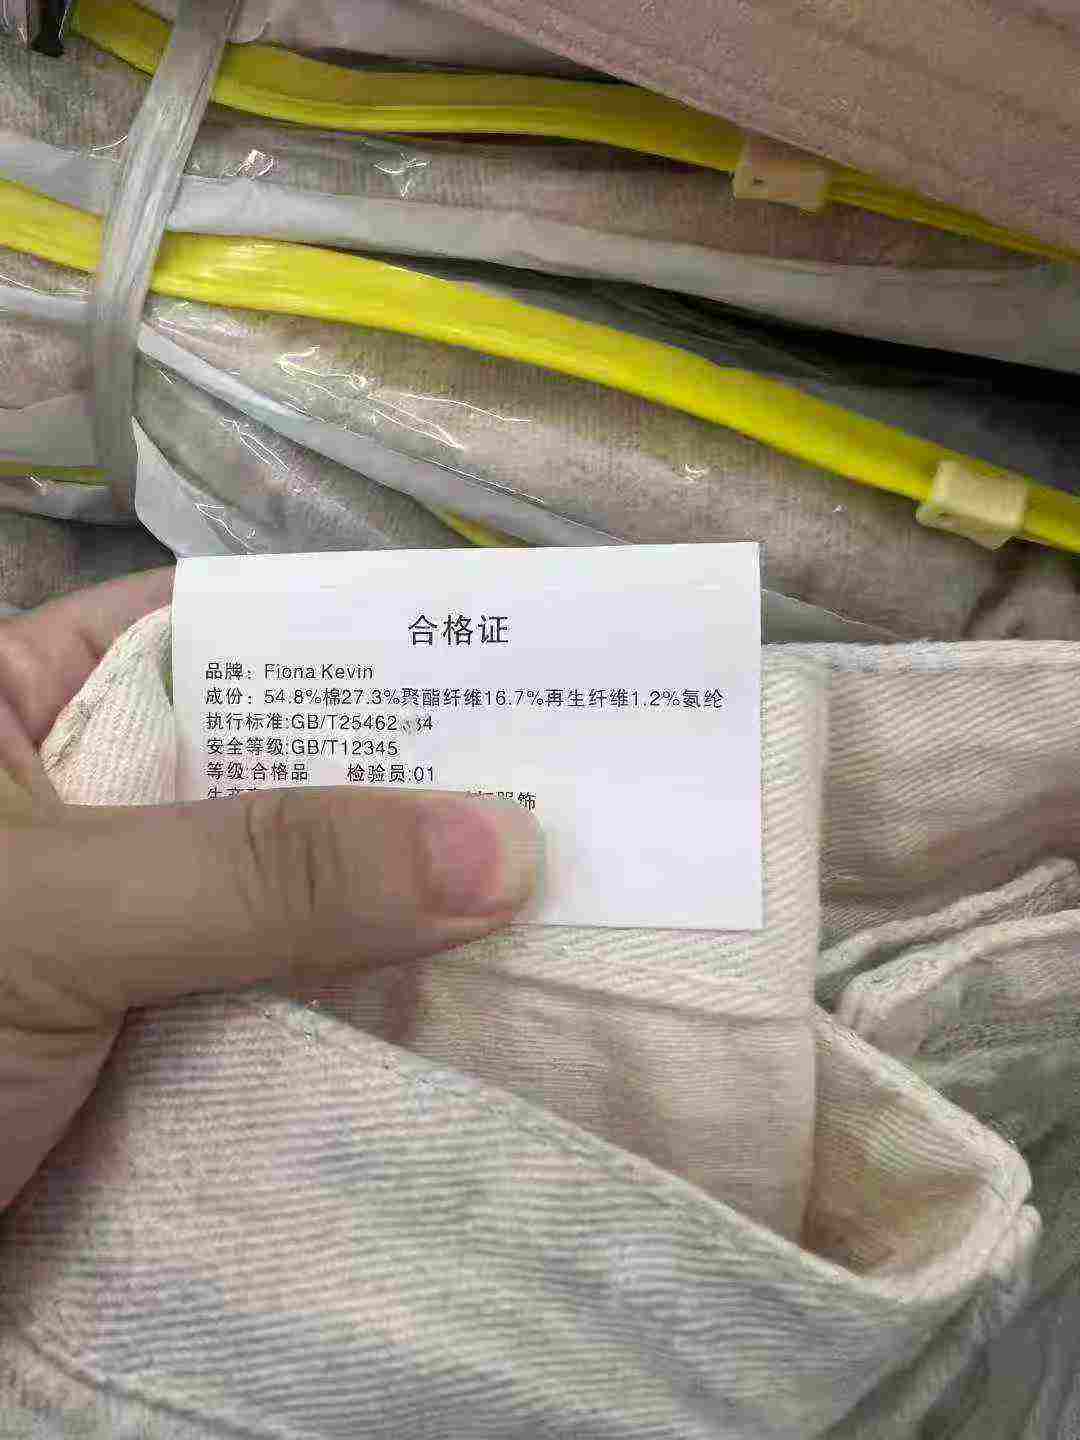 合格证
品牌：Fiona Kevin
成份：54.8%棉27.3%聚酯纤维16.7%再生纤维1.2%氨纶
执行标准:GB/T25462
安全等级:GB/T12345
等级:合格品 检验员:01
服饰